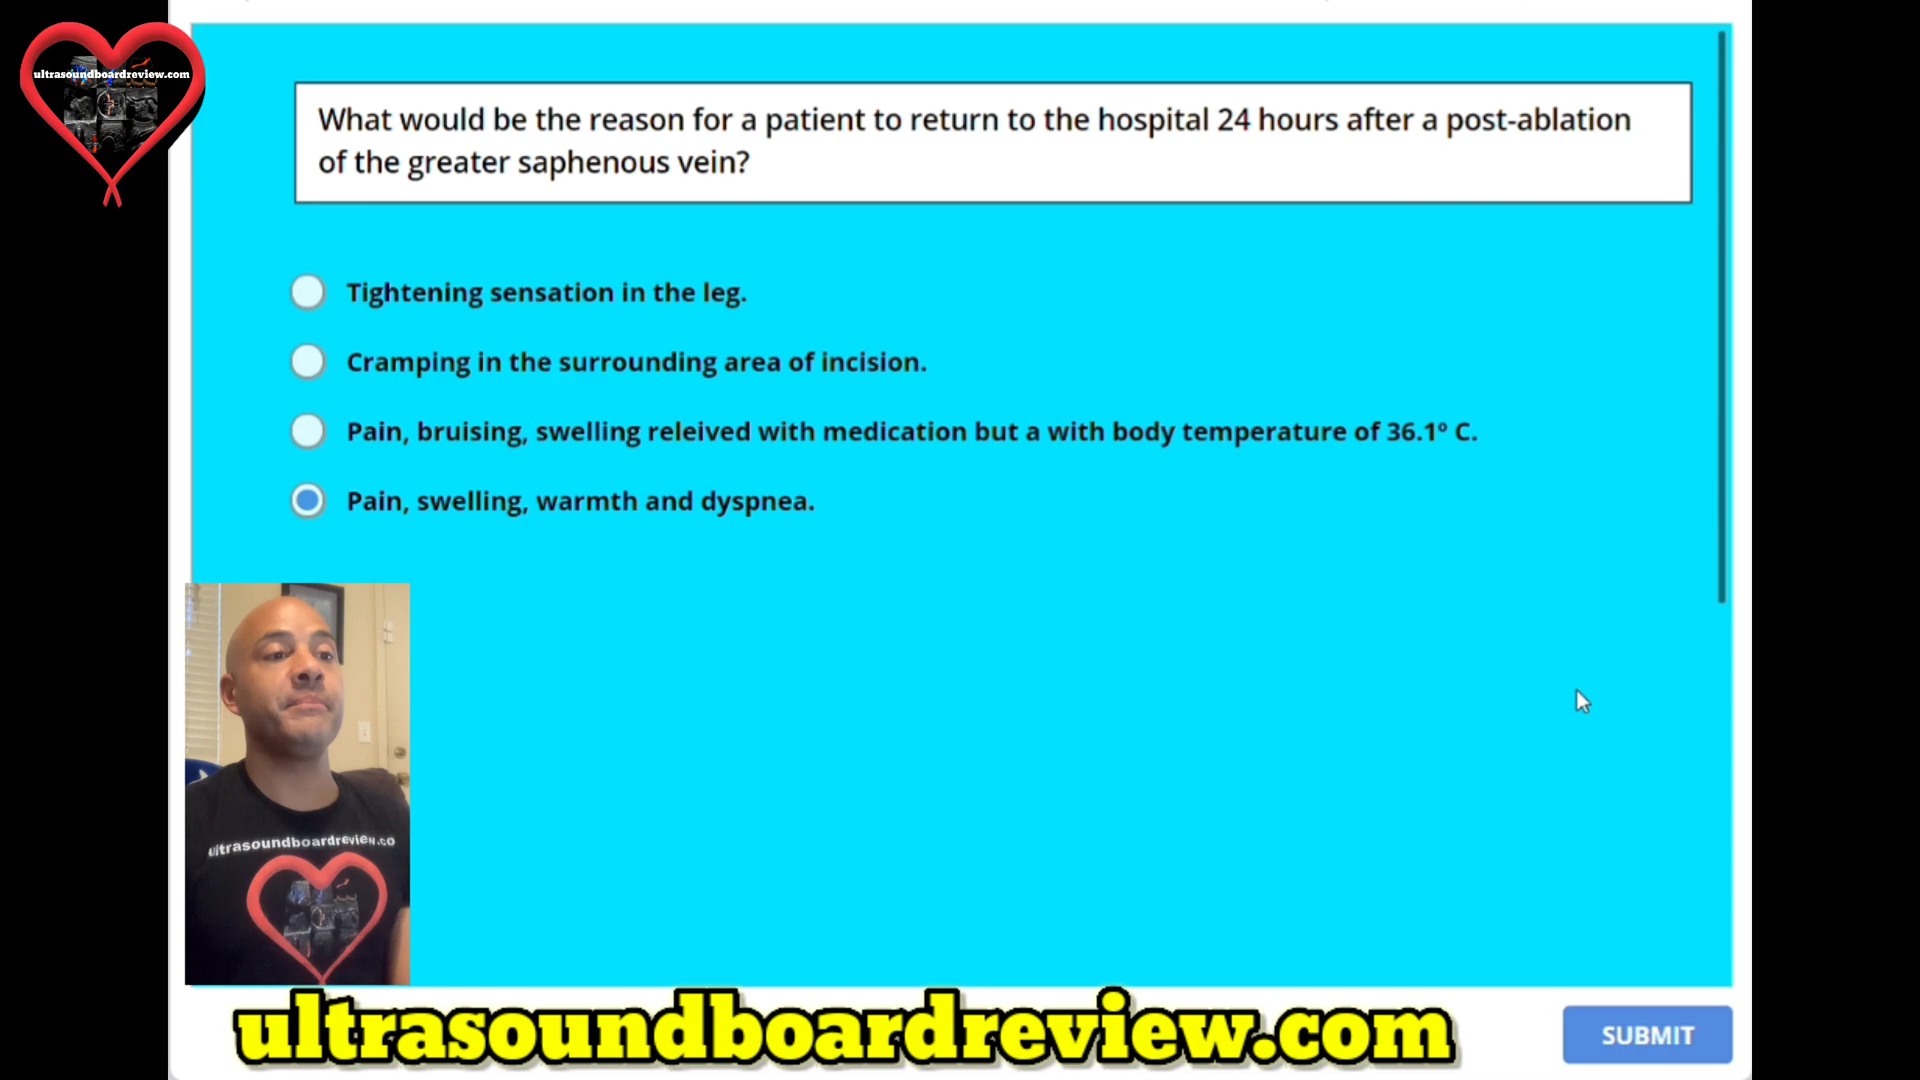 ultrasoundboardreview.com
What would be the reason for a patient to return to the hospital 24 hours after a post-ablation
of the greater saphenous vein?
Tightening sensation in the leg.
Cramping in the surrounding area of incision.
Pain, bruising, swelling releived with medication but a with body temperature of 36.1º C.
Pain, swelling, warmth and dyspnea.
ultrasoundboardreview.co
ultrasoundboardreview.com
SUBMIT